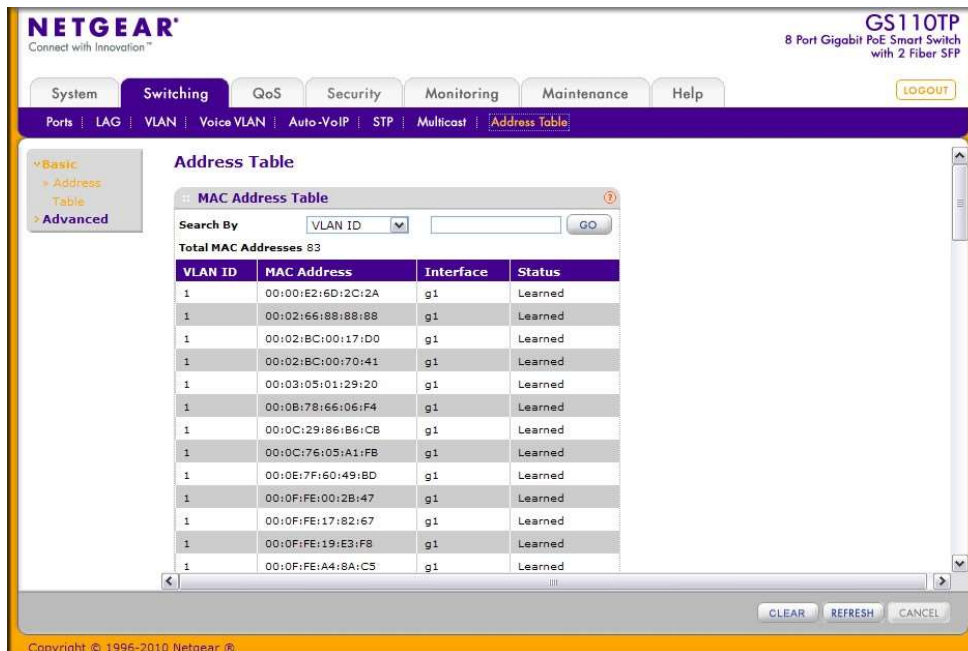 NETGEAR®
Connect with Innovation™
GS110TP
8 Port Gigabit PoE Smart Switch
with 2 Fiber SFP
System Switching QoS Security Monitoring Maintenance Help LOGOUT
Ports | LAG | VLAN | Voice VLAN | Auto-VoIP | STP | Multicast | Address Table
Basic
» Address
Table
Advanced
Address Table
MAC Address Table ?
Search By VLAN ID GO
Total MAC Addresses 83
VLAN ID MAC Address Interface Status
1 00:00:E2:6D:2C:2A g1 Learned
1 00:02:66:88:88:88 g1 Learned
1 00:02:BC:00:17:D0 g1 Learned
1 00:02:BC:00:70:41 g1 Learned
1 00:03:05:01:29:20 g1 Learned
1 00:0B:78:66:06:F4 g1 Learned
1 00:0C:29:86:B6:CB g1 Learned
1 00:0C:76:05:A1:FB g1 Learned
1 00:0E:7F:60:49:BD g1 Learned
1 00:0F:FE:00:2B:47 g1 Learned
1 00:0F:FE:17:82:67 g1 Learned
1 00:0F:FE:19:E3:F8 g1 Learned
1 00:0F:FE:A4:8A:C5 g1 Learned
CLEAR REFRESH CANCEL
Copyright © 1996-2010 Netgear ®